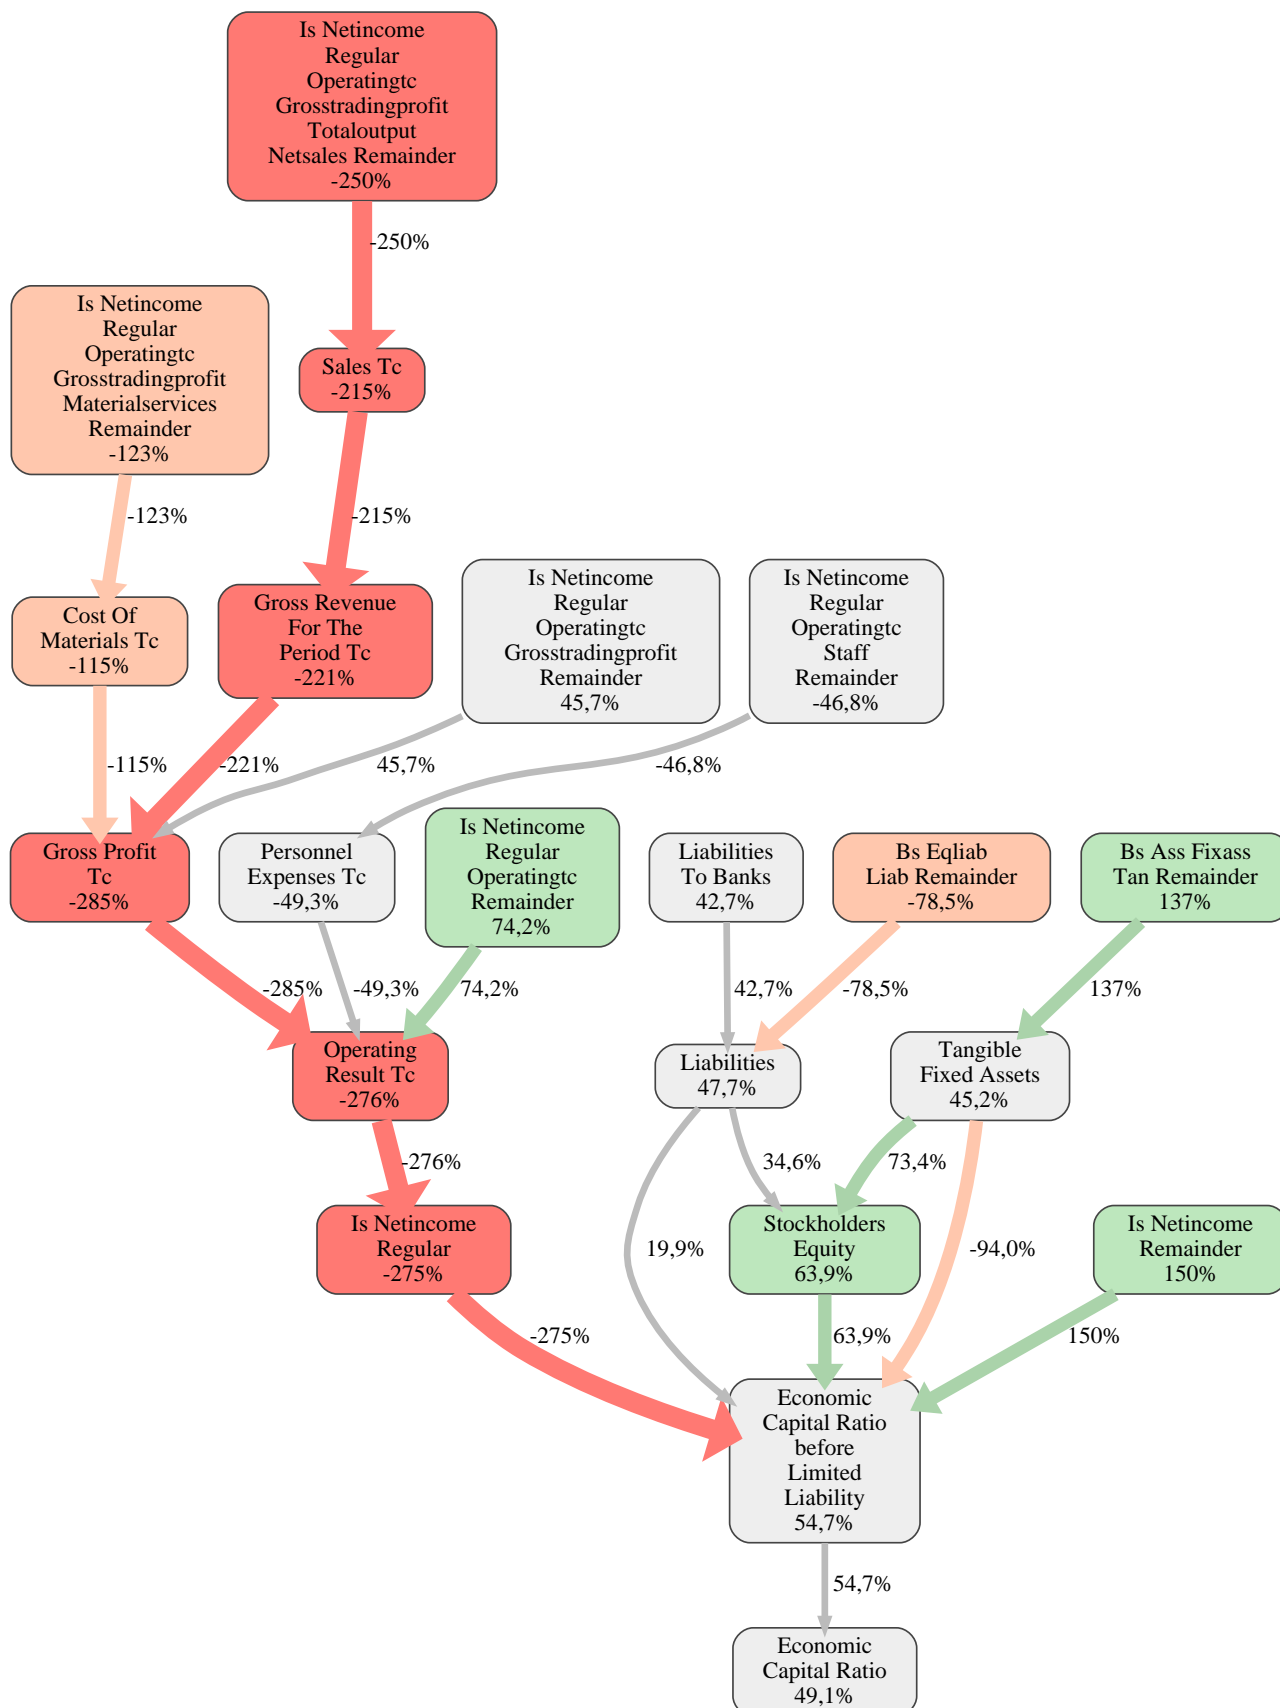 Is Netincome
Regular
Operatingtc
Grosstradingprofit
Totaloutput
Netsales Remainder
-250%
-250%
Is Netincome
Regular
Operatingtc
Grosstradingprofit
Materialservices
Remainder
-123%
Sales Tc
-215%
-123%
-215%
Cost Of
Materials Tc
-115%
Gross Revenue
For The
Period Tc
-221%
Is Netincome
Regular
Operatingtc
Grosstradingprofit
Remainder
45,7%
Is Netincome
Regular
Operatingtc
Staff
Remainder
-46,8%
-115%
-221%
45,7%
-46,8%
Gross Profit
Tc
-285%
Personnel
Expenses Tc
-49,3%
Is Netincome
Regular
Operatingtc
Remainder
74,2%
Liabilities
To Banks
42,7%
Bs Eqliab
Liab Remainder
-78,5%
Bs Ass Fixass
Tan Remainder
137%
-285%
-49,3%
74,2%
42,7%
-78,5%
137%
Operating
Result Tc
-276%
Liabilities
47,7%
Tangible
Fixed Assets
45,2%
-276%
34,6%
73,4%
Is Netincome
Regular
-275%
19,9%
Stockholders
Equity
63,9%
-94,0%
Is Netincome
Remainder
150%
-275%
63,9%
150%
Economic
Capital Ratio
before
Limited
Liability
54,7%
54,7%
Economic
Capital Ratio
49,1%